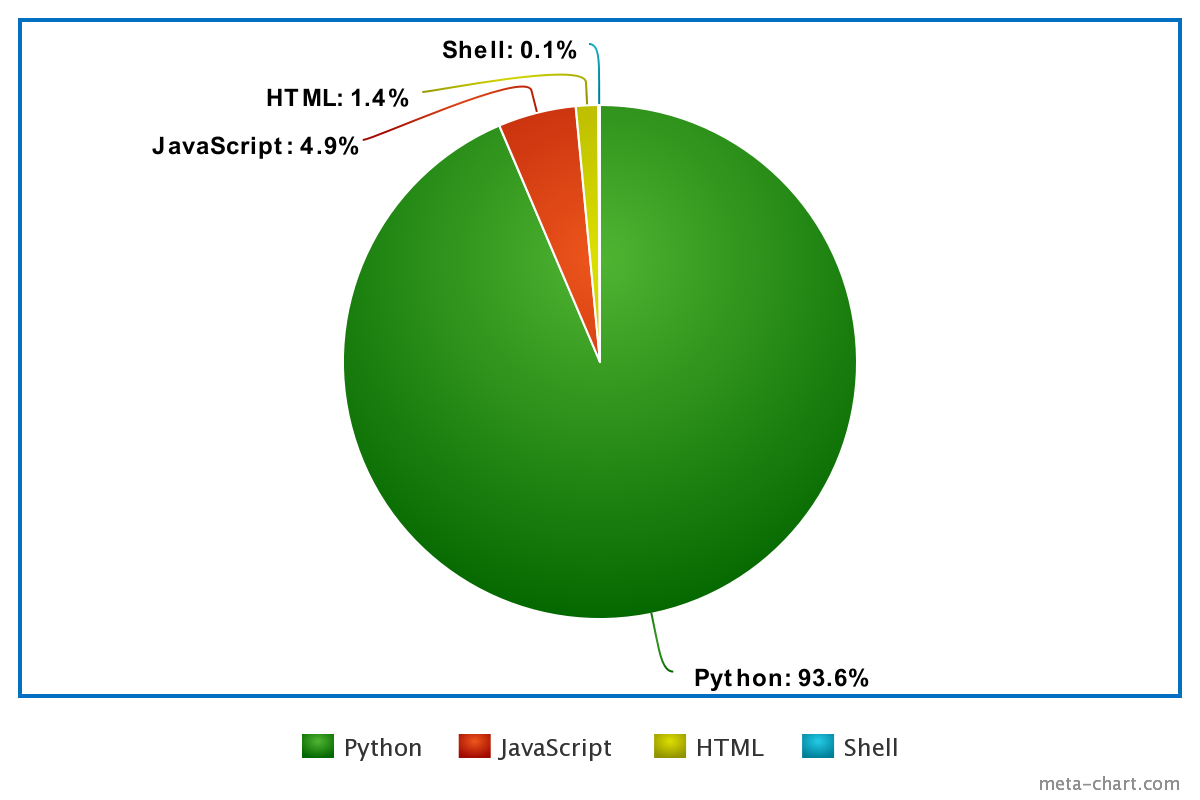 Shell: 0.1%
HTML: 1.4%
JavaScript: 4.9%
Python: 93.6%
Python JavaScript HTML Shell
meta-chart.com